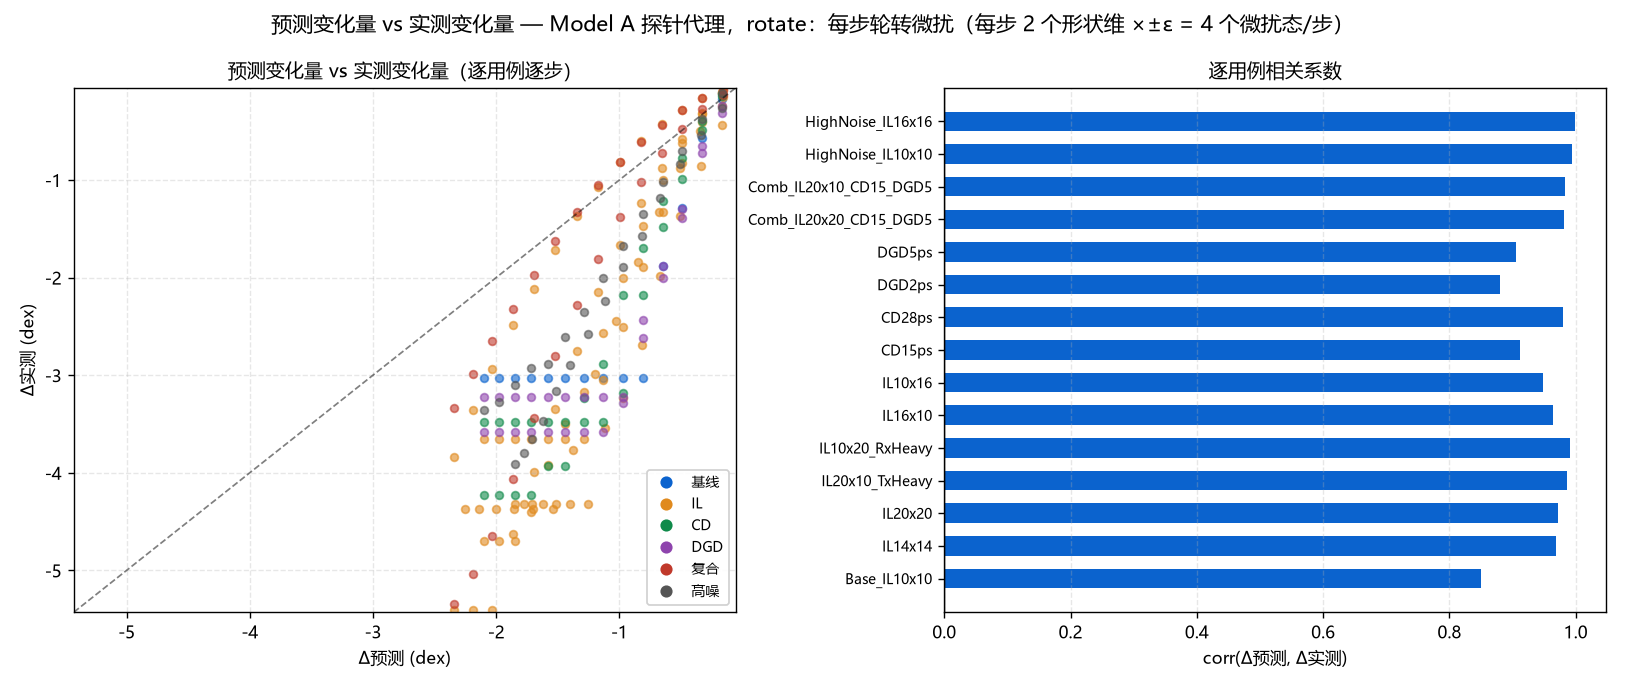 预测变化量 vs 实测变化量 — Model A 探针代理，rotate：每步轮转微扰（每步 2 个形状维 ×±ε = 4 个微扰态/步）
预测变化量 vs 实测变化量（逐用例逐步）
Δ实测 (dex)
-1
-2
-3
-4
-5
-5
-4
-3
-2
-1
Δ预测 (dex)
基线
IL
CD
DGD
复合
高噪
逐用例相关系数
HighNoise_IL16x16
HighNoise_IL10x10
Comb_IL20x10_CD15_DGD5
Comb_IL20x20_CD15_DGD5
DGD5ps
DGD2ps
CD28ps
CD15ps
IL10x16
IL16x10
IL10x20_RxHeavy
IL20x10_TxHeavy
IL20x20
IL14x14
Base_IL10x10
0.0
0.2
0.4
0.6
0.8
1.0
corr(Δ预测, Δ实测)